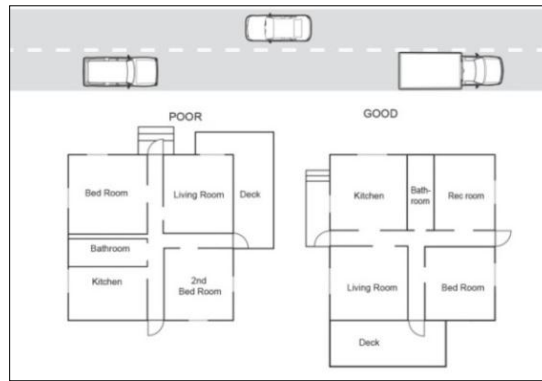 POOR
GOOD
Bed Room
Living Room
Deck
Bathroom
Kitchen
2nd
Bed Room
Kitchen
Bath-
room
Rec room
Living Room
Bed Room
Deck